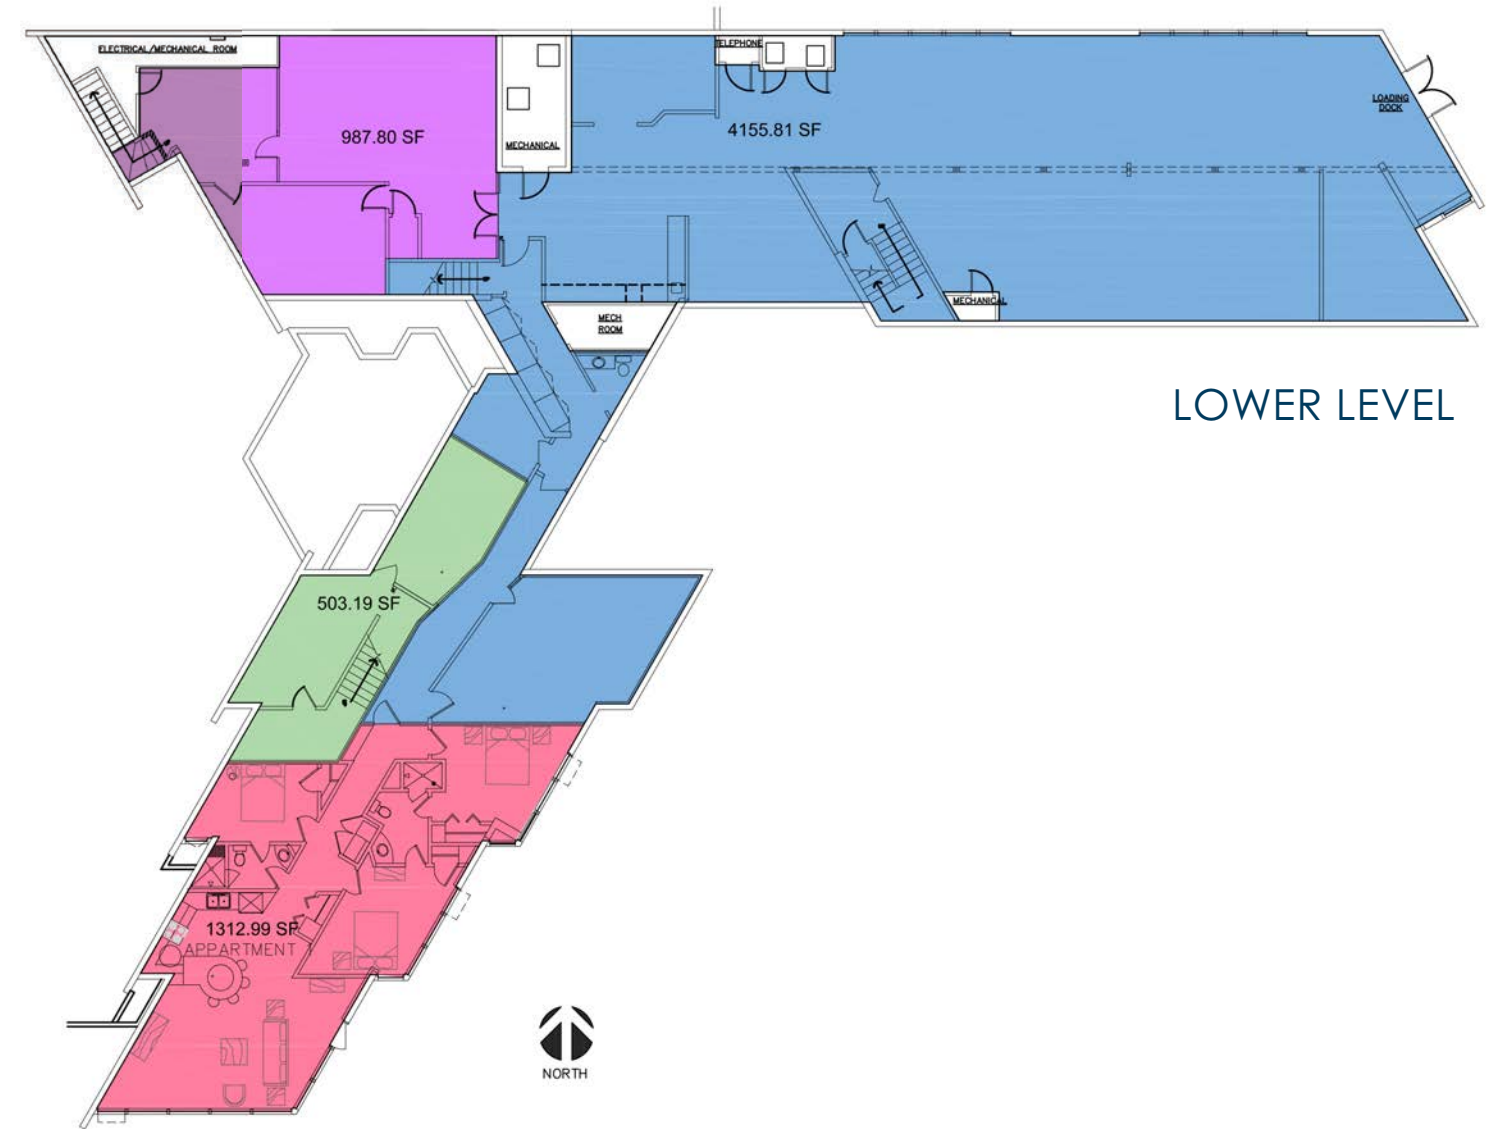 ELECTRICAL/MECHANICAL ROOM
TELEPHONE
LOADING
DOCK
987.80 SF
4155.81 SF
MECHANICAL
MECHANICAL
MECH
ROOM
LOWER LEVEL
503.19 SF
1312.99 SF
APPARTMENT 1
NORTH